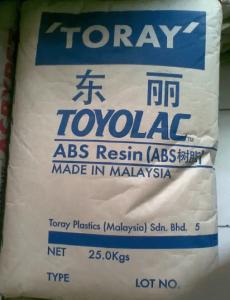 'TORAY'
东丽
TOYOLAC™
ABS Resin(ABS树脂)
MADE IN MALAYSIA
Toray Plastics (Malaysia) Sdn. Bhd. 5
NET 25.0Kgs
TYPE LOT NO.